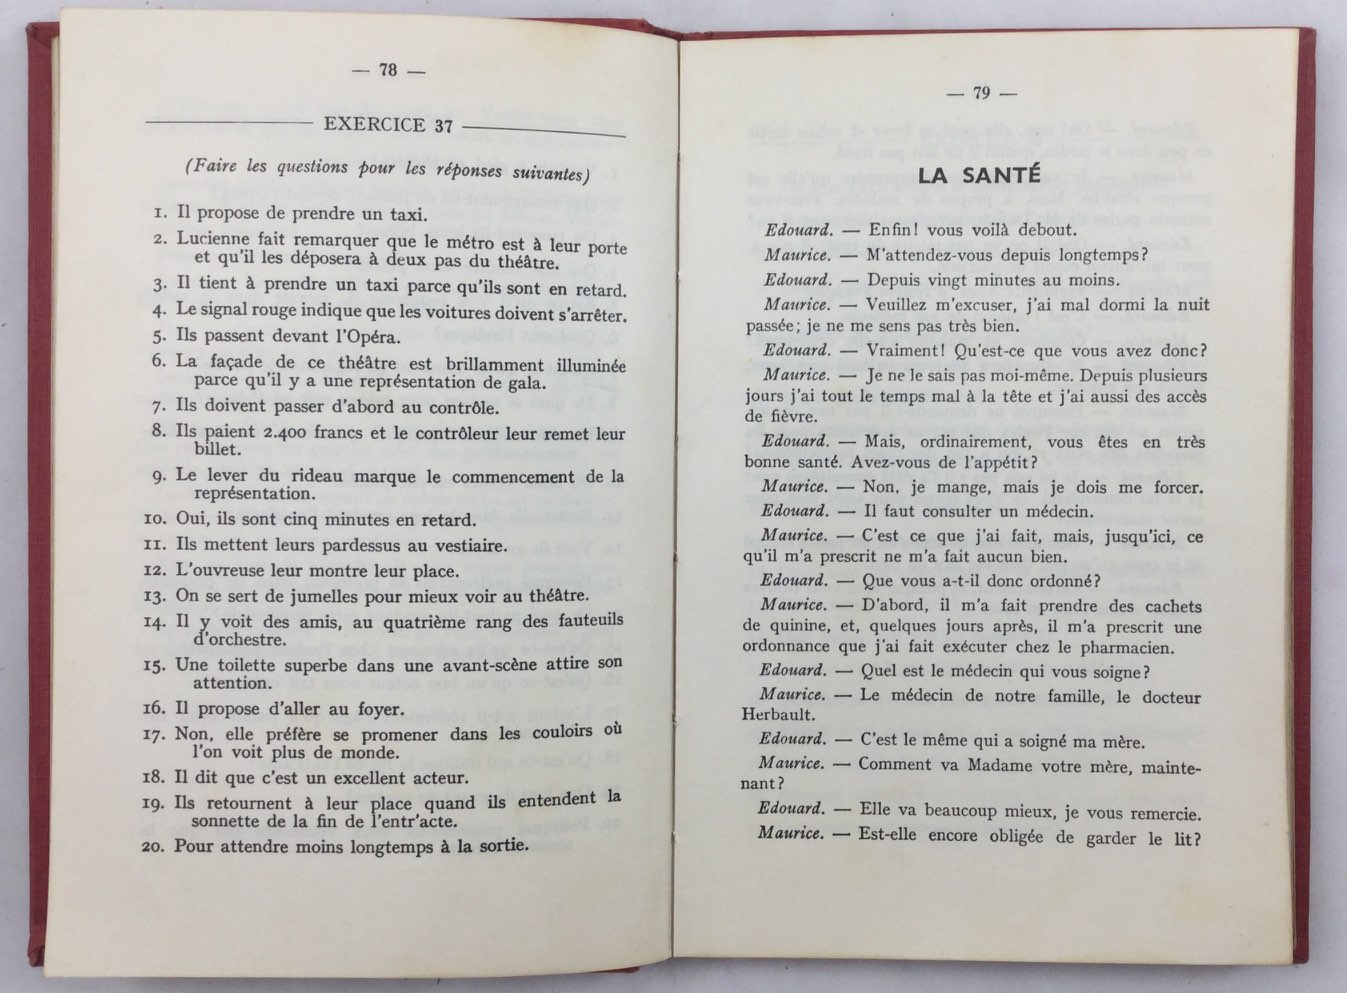 — 78 —
EXERCICE 37
(Faire les questions pour les réponses suivantes)
1. Il propose de prendre un taxi.
2. Lucienne fait remarquer que le métro est à leur porte
et qu'il les déposera à deux pas du théâtre.
3. Il tient à prendre un taxi parce qu'ils sont en retard.
4. Le signal rouge indique que les voitures doivent s'arrêter.
5. Ils passent devant l'Opéra.
6. La façade de ce théâtre est brillamment illuminée
parce qu'il y a une représentation de gala.
7. Ils doivent passer d'abord au contrôle.
8. Ils paient 2.400 francs et le contrôleur leur remet leur
billet.
9. Le lever du rideau marque le commencement de la
représentation.
10. Oui, ils sont cinq minutes en retard.
11. Ils mettent leurs pardessus au vestiaire.
12. L'ouvreuse leur montre leur place.
13. On se sert de jumelles pour mieux voir au théâtre.
14. Il y voit des amis, au quatrième rang des fauteuils
d'orchestre.
15. Une toilette superbe dans une avant-scène attire son
attention.
16. Il propose d'aller au foyer.
17. Non, elle préfère se promener dans les couloirs où
l'on voit plus de monde.
18. Il dit que c'est un excellent acteur.
19. Ils retournent à leur place quand ils entendent la
sonnette de la fin de l'entr'acte.
20. Pour attendre moins longtemps à la sortie.
— 79 —
LA SANTÉ
Edouard. — Enfin! vous voilà debout.
Maurice. — M'attendez-vous depuis longtemps?
Edouard. — Depuis vingt minutes au moins.
Maurice. — Veuillez m'excuser, j'ai mal dormi la nuit
passée; je ne me sens pas très bien.
Edouard. — Vraiment! Qu'est-ce que vous avez donc?
Maurice. — Je ne le sais pas moi-même. Depuis plusieurs
jours j'ai tout le temps mal à la tête et j'ai aussi des accès
de fièvre.
Edouard. — Mais, ordinairement, vous êtes en très
bonne santé. Avez-vous de l'appétit?
Maurice. — Non, je mange, mais je dois me forcer.
Edouard. — Il faut consulter un médecin.
Maurice. — C'est ce que j'ai fait, mais, jusqu'ici, ce
qu'il m'a prescrit ne m'a fait aucun bien.
Edouard. — Que vous a-t-il donc ordonné?
Maurice. — D'abord, il m'a fait prendre des cachets
de quinine, et, quelques jours après, il m'a prescrit une
ordonnance que j'ai fait exécuter chez le pharmacien.
Edouard. — Quel est le médecin qui vous soigne?
Maurice. — Le médecin de notre famille, le docteur
Herbault.
Edouard. — C'est le même qui a soigné ma mère.
Maurice. — Comment va Madame votre mère, mainte-
nant?
Edouard. — Elle va beaucoup mieux, je vous remercie.
Maurice. — Est-elle encore obligée de garder le lit?